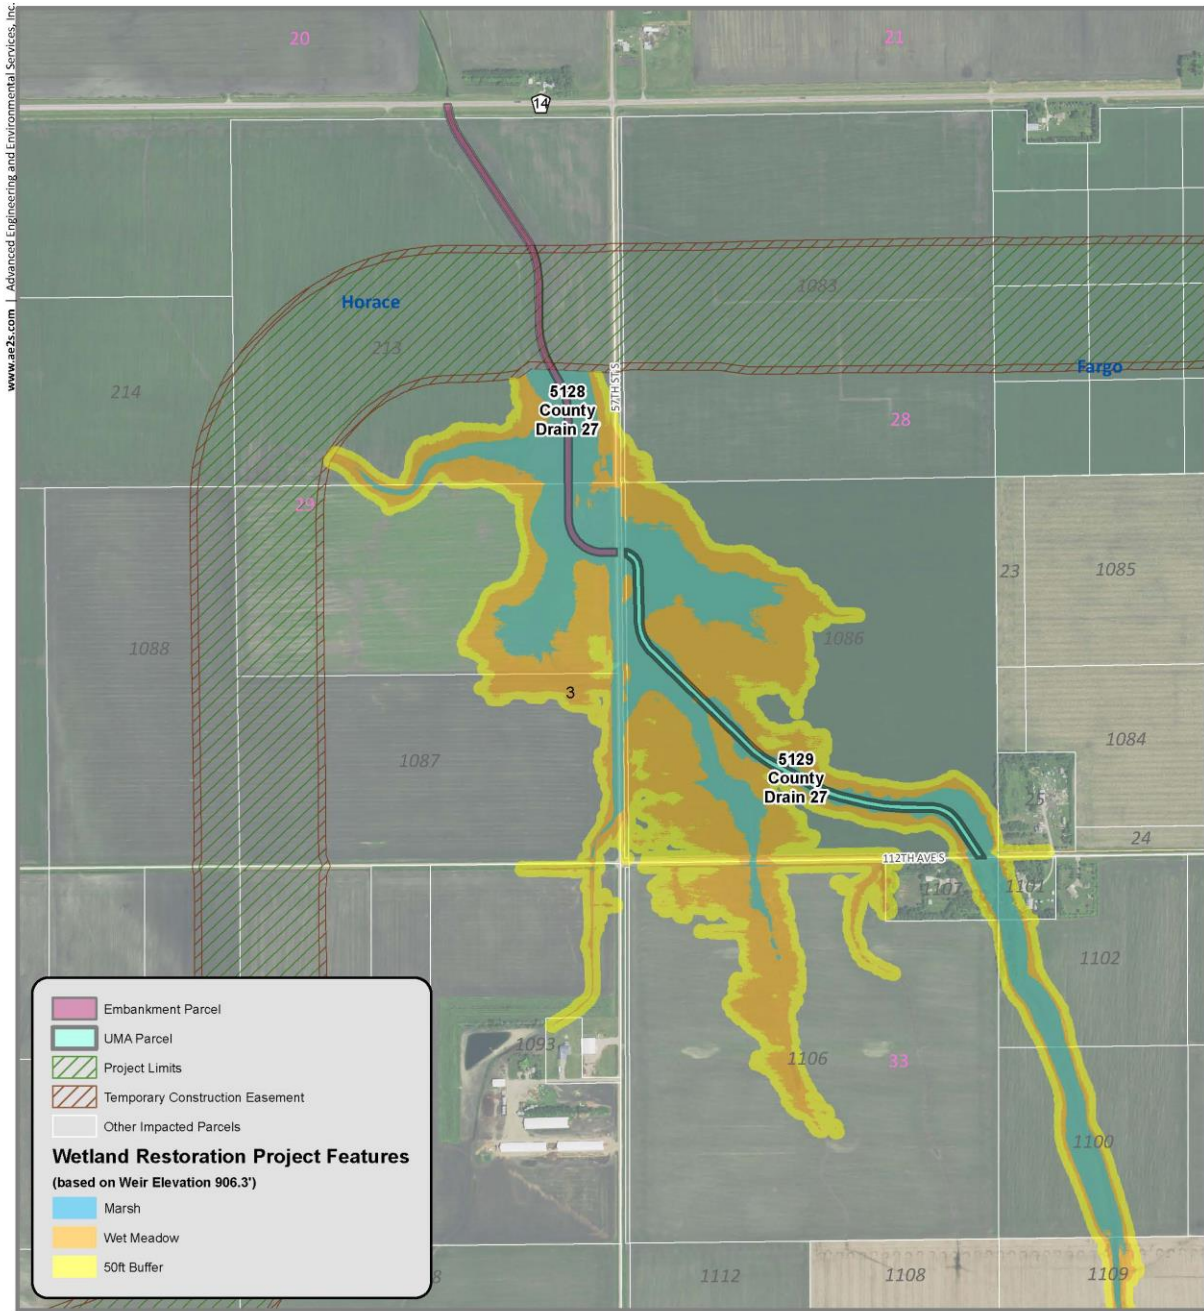 www.ae2s.com | Advanced Engineering and Environmental Services, Inc.
20
21
14
1083
Horace
213
Fargo
214
57TH ST S
5128
County
Drain 27
28
29
23
1085
1086
1088
3
1084
1087
5129
County
Drain 27
25
24
112TH AVE S
1107
1101
1102
1093
1106
33
1100
1112
1108
1109
Embankment Parcel
UMA Parcel
Project Limits
Temporary Construction Easement
Other Impacted Parcels
Wetland Restoration Project Features
(based on Weir Elevation 906.3')
Marsh
Wet Meadow
50ft Buffer